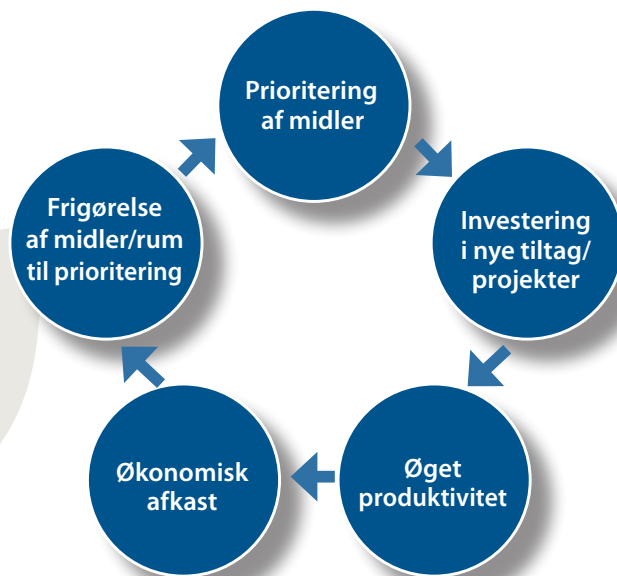 Prioritering
af midler
Investering
i nye tiltag/
projekter
Øget
produktivitet
Økonomisk
afkast
Frigørelse
af midler/rum
til prioritering